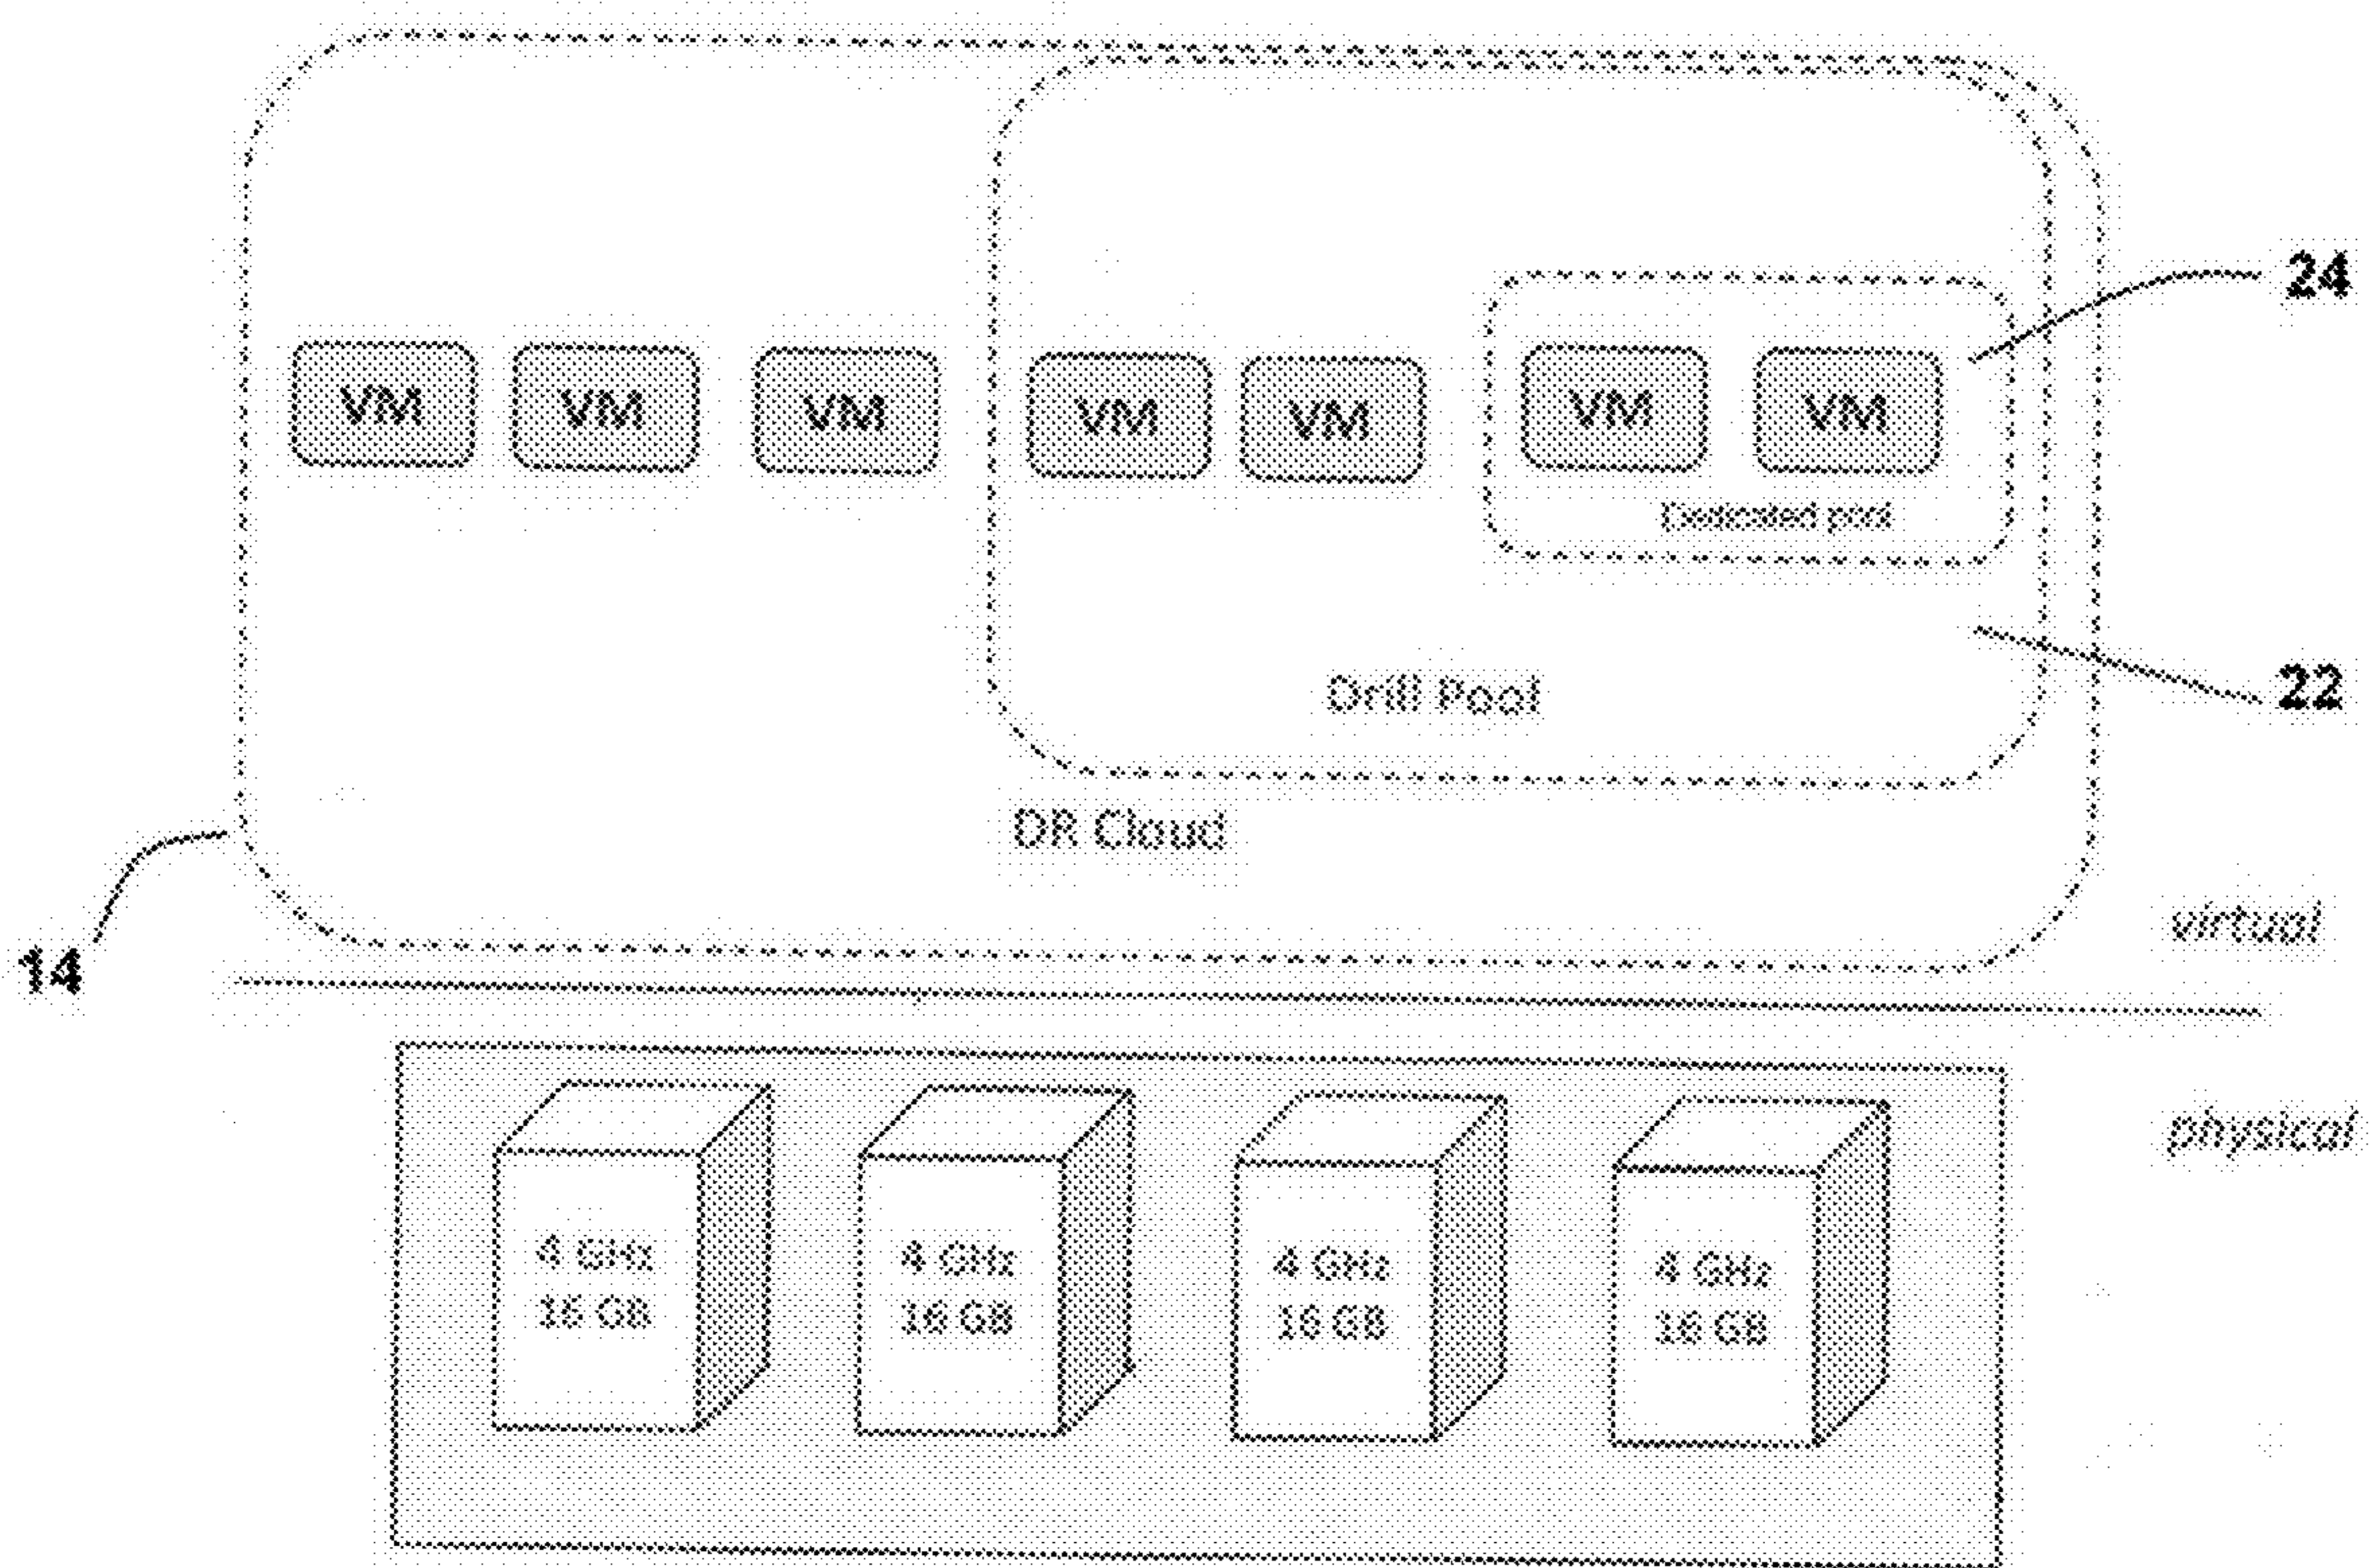 24
VM VM VM VM VM VM VM
Dedicated pool
22
Drill Pool
DR Cloud
virtual
14
physical
4 GHz 4 GHz 4 GHz 4 GHz
16 GB 16 GB 16 GB 16 GB